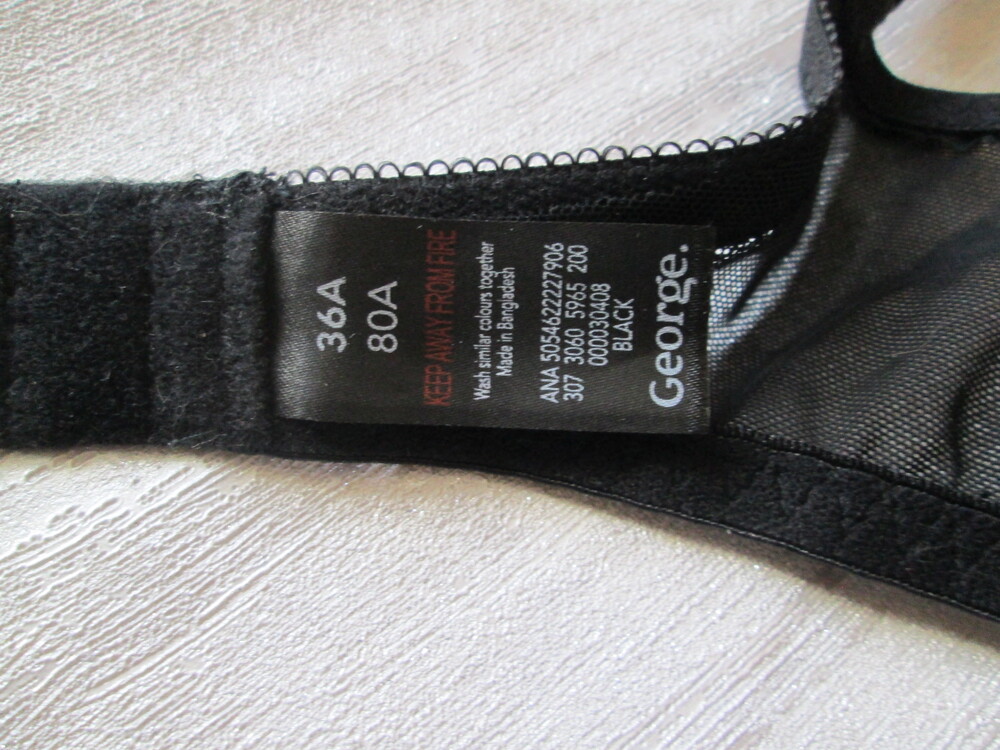 36A
80A
KEEP AWAY FROM FIRE
Wash similar colours together
Made in Bangladesh
ANA 5054622227906
307 3060 5965 200
000030408
BLACK
George.